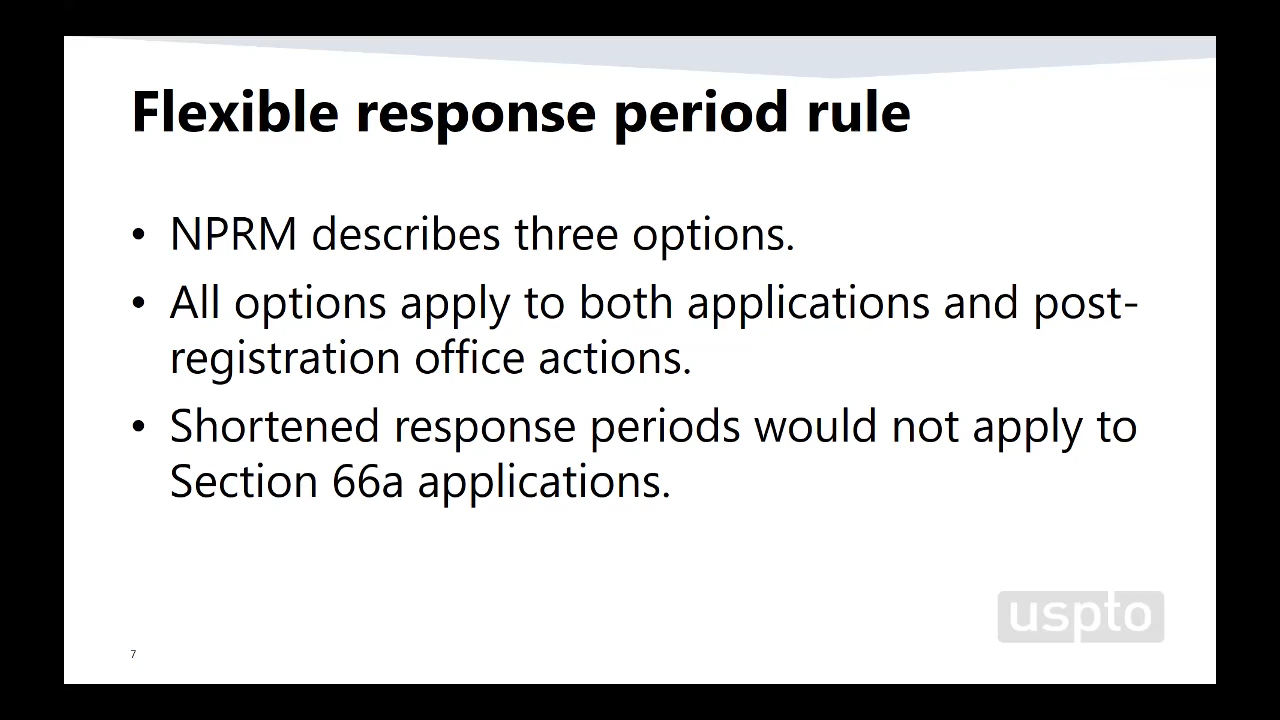 Flexible response period rule
• NPRM describes three options.
• All options apply to both applications and post-
registration office actions.
• Shortened response periods would not apply to
Section 66a applications.
uspto
7